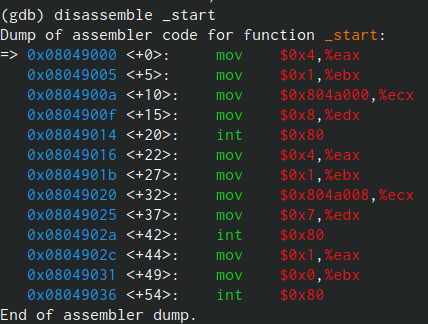 (gdb) disassemble _start
Dump of assembler code for function _start:
=> 0x08049000 <+0>:     mov    $0x4,%eax
   0x08049005 <+5>:     mov    $0x1,%ebx
   0x0804900a <+10>:    mov    $0x804a000,%ecx
   0x0804900f <+15>:    mov    $0x8,%edx
   0x08049014 <+20>:    int    $0x80
   0x08049016 <+22>:    mov    $0x4,%eax
   0x0804901b <+27>:    mov    $0x1,%ebx
   0x08049020 <+32>:    mov    $0x804a008,%ecx
   0x08049025 <+37>:    mov    $0x7,%edx
   0x0804902a <+42>:    int    $0x80
   0x0804902c <+44>:    mov    $0x1,%eax
   0x08049031 <+49>:    mov    $0x0,%ebx
   0x08049036 <+54>:    int    $0x80
End of assembler dump.